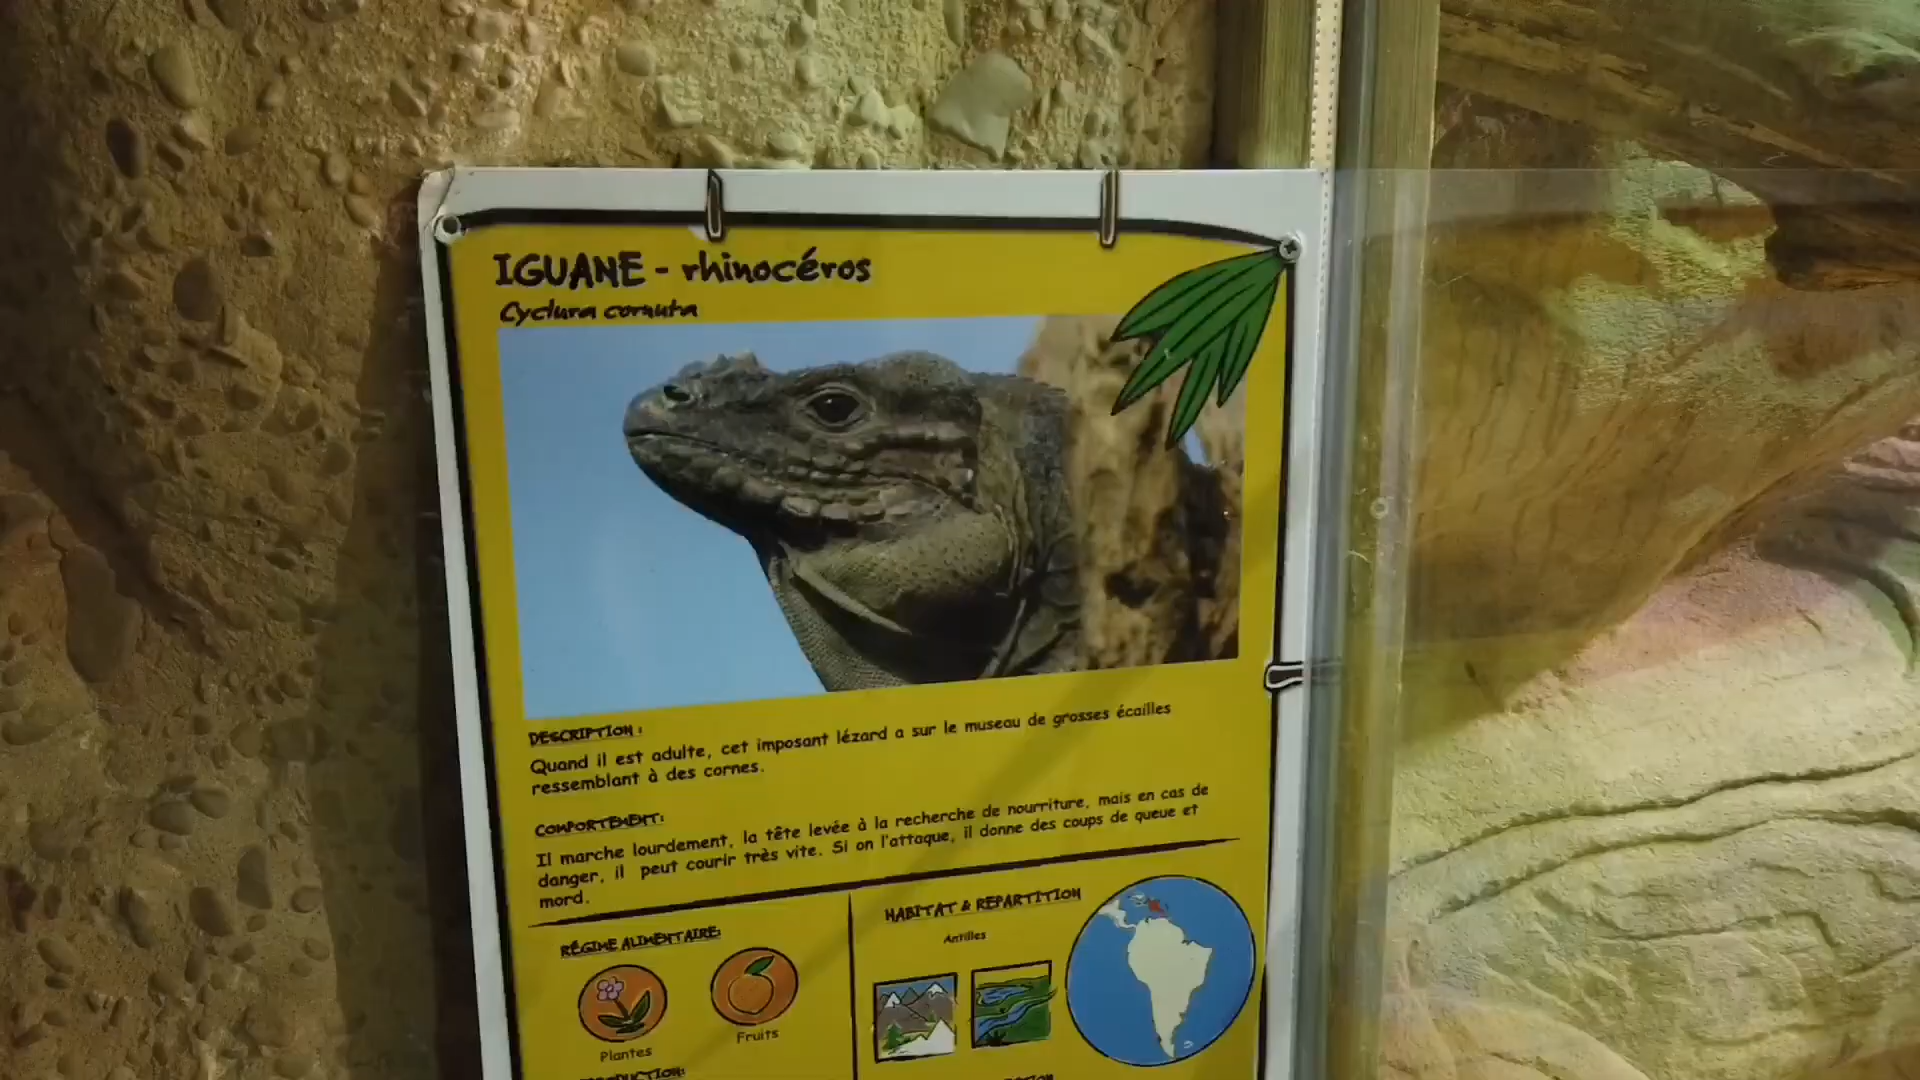 IGUANE - rhinocéros
Cyclura cornuta
DESCRIPTION :
Quand il est adulte, cet imposant lézard a sur le museau de grosses écailles
ressemblant à des cornes.
COMPORTEMENT:
Il marche lourdement, la tête levée à la recherche de nourriture, mais en cas de
danger, il peut courir très vite. Si on l'attaque, il donne des coups de queue et
mord.
RÉGIME ALIMENTAIRE:
Plantes
Fruits
HABITAT & REPARTITION
Antilles